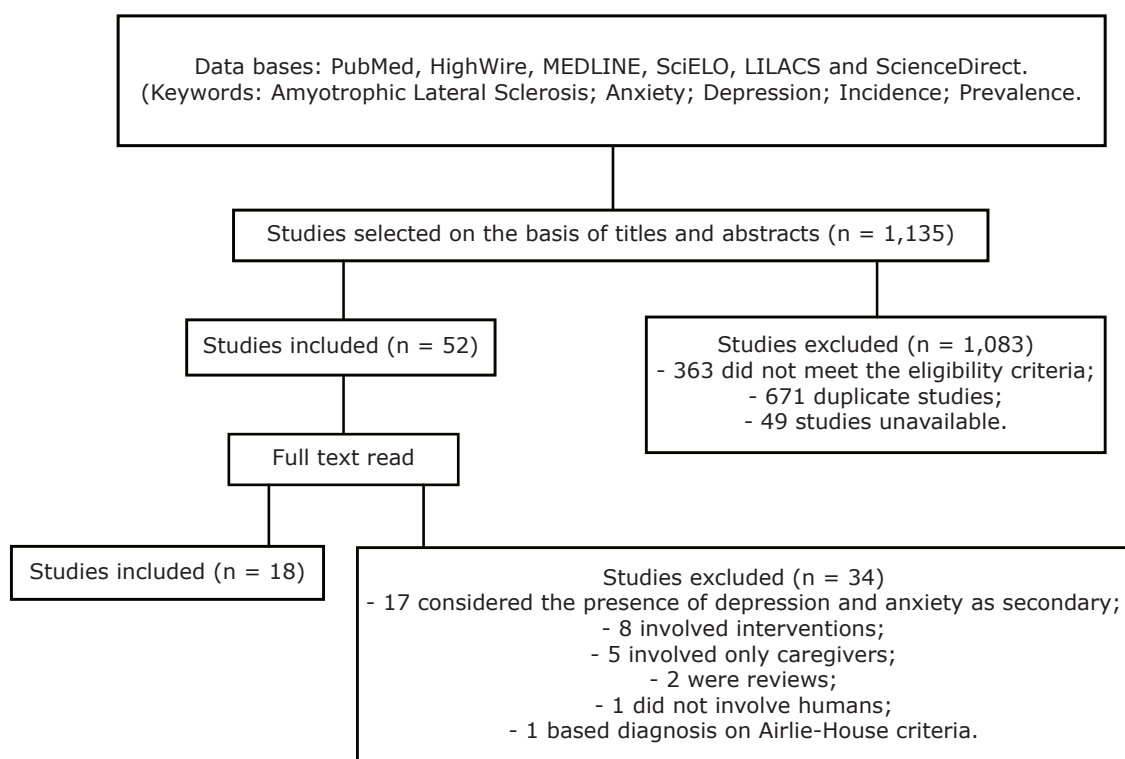 Data bases: PubMed, HighWire, MEDLINE, SciELO, LILACS and ScienceDirect.
(Keywords: Amyotrophic Lateral Sclerosis; Anxiety; Depression; Incidence; Prevalence.
Studies selected on the basis of titles and abstracts (n = 1,135)
Studies included (n = 52)
Studies excluded (n = 1,083)
- 363 did not meet the eligibility criteria;
- 671 duplicate studies;
- 49 studies unavailable.
Full text read
Studies included (n = 18)
Studies excluded (n = 34)
- 17 considered the presence of depression and anxiety as secondary;
- 8 involved interventions;
- 5 involved only caregivers;
- 2 were reviews;
- 1 did not involve humans;
- 1 based diagnosis on Airlie-House criteria.